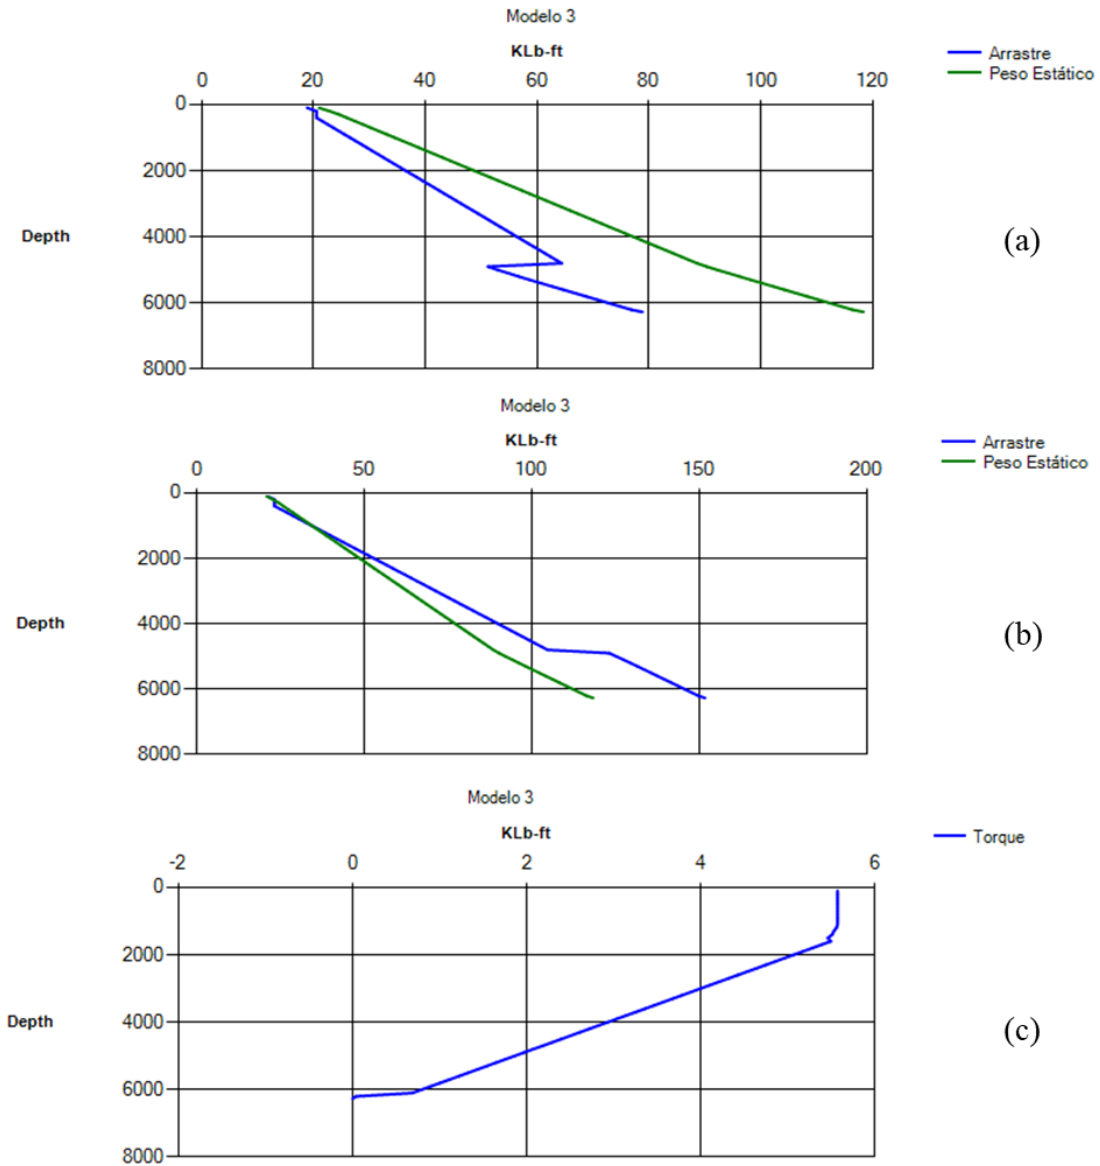 Modelo 3
KLb-ft
Arrastre
Peso Estático
0 20 40 60 80 100 120
0
2000
4000
6000
8000
Depth
(a)
Modelo 3
KLb-ft
Arrastre
Peso Estático
0 50 100 150 200
0
2000
4000
6000
8000
Depth
(b)
Modelo 3
KLb-ft
Torque
-2 0 2 4 6
0
2000
4000
6000
8000
Depth
(c)